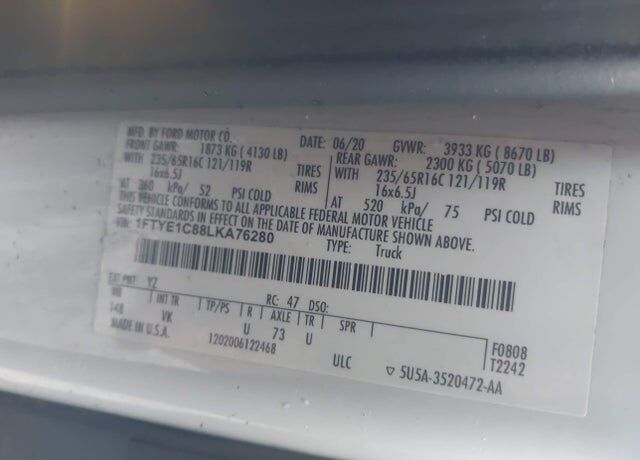 MFD. BY FORD MOTOR CO.
DATE: 06/20 GVWR: 3933 KG ( 8670 LB)
FRONT GAWR: 1873 KG ( 4130 LB) REAR GAWR: 2300 KG ( 5070 LB)
WITH 235/65R16C 121/119R TIRES WITH 235/65R16C 121/119R TIRES
16x6.5J RIMS 16x6.5J RIMS
AT 360 kPa/ 52 PSI COLD AT 520 kPa/ 75 PSI COLD
THIS VEHICLE CONFORMS TO ALL APPLICABLE FEDERAL MOTOR VEHICLE
SAFETY STANDARDS IN EFFECT ON THE DATE OF MANUFACTURE SHOWN ABOVE.
VIN: 1FTYE1C88LKA76280
TYPE: Truck
EXT PNT: YZ RC: 47 DSO:
WB INT TR TP/PS R AXLE TR SPR F0808
148 VK U 73 U T2242
MADE IN U.S.A. 1202006122468 ULC ▽ 5U5A-3520472-AA